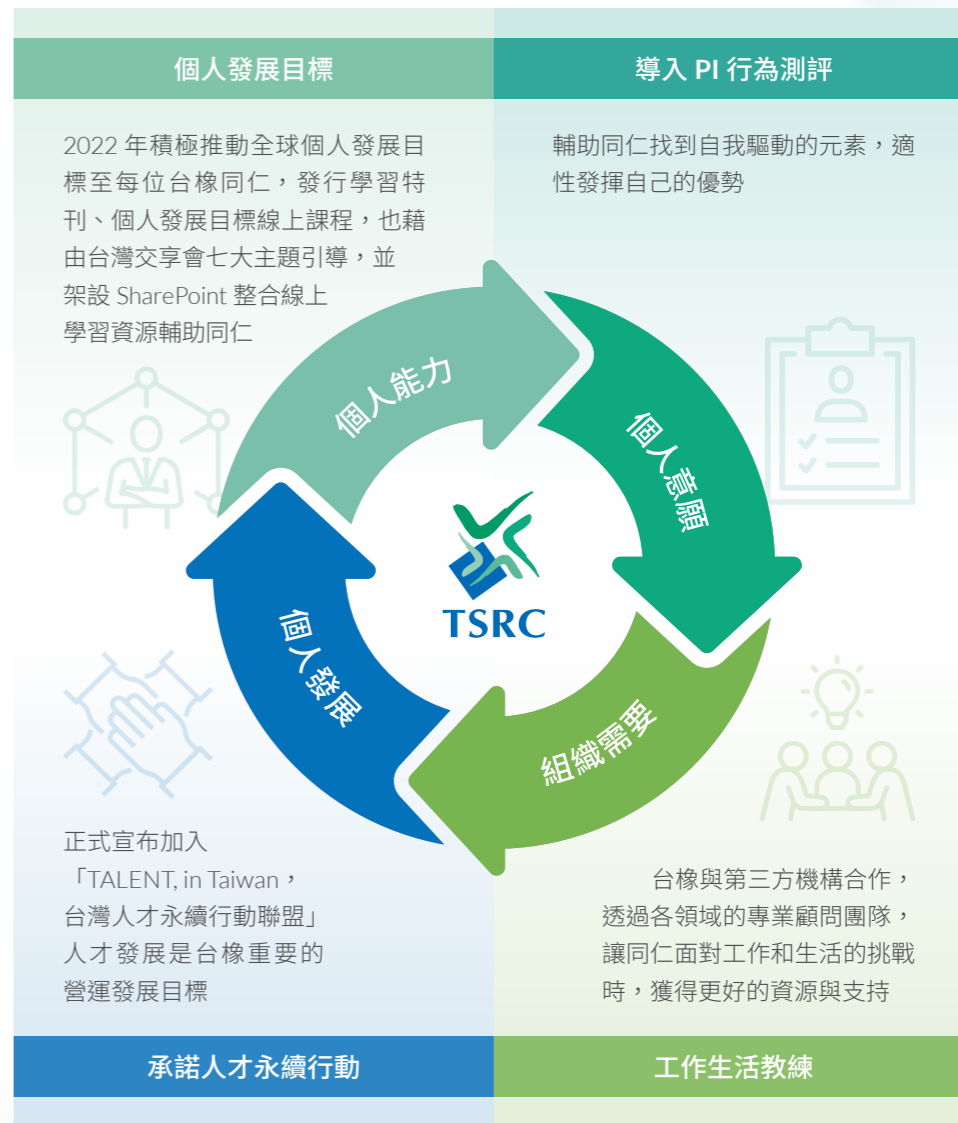 個人發展目標
2022 年積極推動全球個人發展目
標至每位台橡同仁，發行學習特
刊、個人發展目標線上課程，也藉
由台灣交享會七大主題引導，並
架設 SharePoint 整合線上
學習資源輔助同仁
導入 PI 行為測評
輔助同仁找到自我驅動的元素，適
性發揮自己的優勢
個人能力
個人意願
TSRC
個人發展
組織需要
正式宣布加入
「TALENT, in Taiwan，
台灣人才永續行動聯盟」
人才發展是台橡重要的
營運發展目標
承諾人才永續行動
台橡與第三方機構合作，
透過各領域的專業顧問團隊，
讓同仁面對工作和生活的挑戰
時，獲得更好的資源與支持
工作生活教練